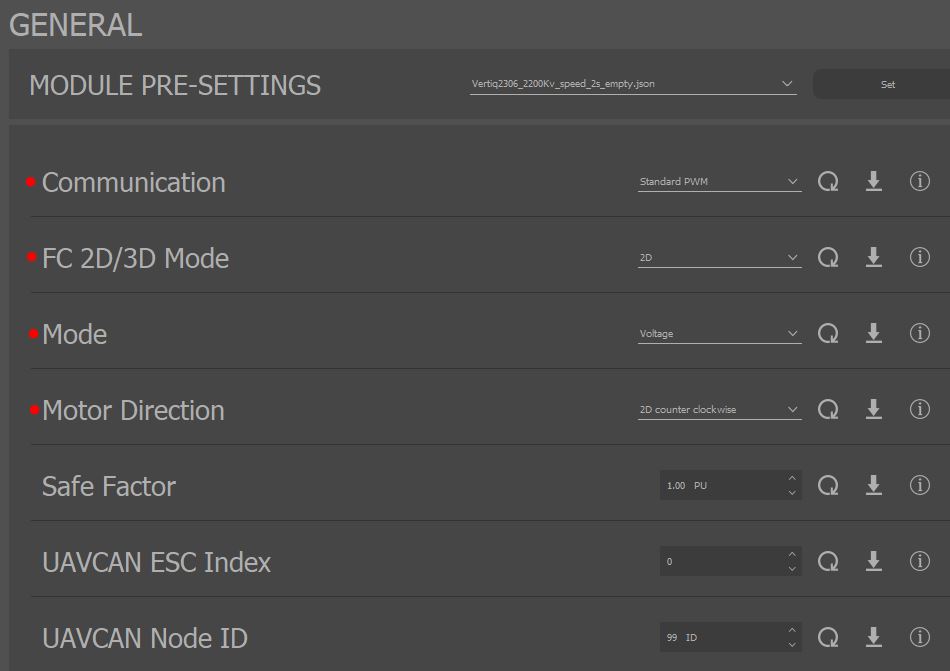 GENERAL
MODULE PRE-SETTINGS Vertiq2306_2200Kv_speed_2s_empty.json Set
Communication Standard PWM
FC 2D/3D Mode 2D
Mode Voltage
Motor Direction 2D counter clockwise
Safe Factor 1.00 PU
UAVCAN ESC Index 0
UAVCAN Node ID 99 ID